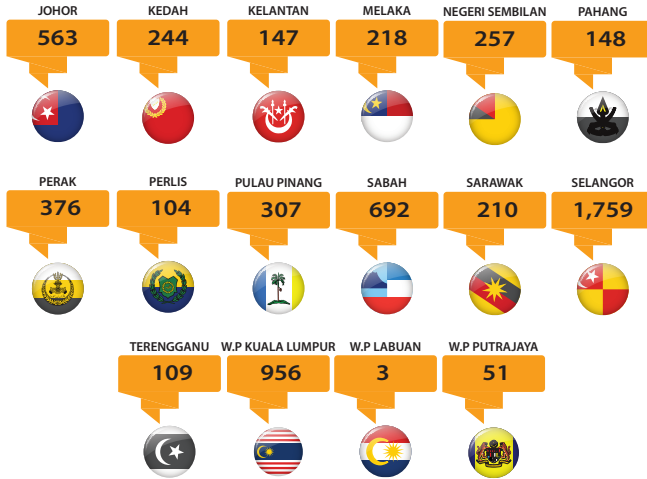 JOHOR KEDAH KELANTAN MELAKA NEGERI SEMBILAN PAHANG
563 244 147 218 257 148
PERAK PERLIS PULAU PINANG SABAH SARAWAK SELANGOR
376 104 307 692 210 1,759
TERENGGANU W.P KUALA LUMPUR W.P LABUAN W.P PUTRAJAYA
109 956 3 51